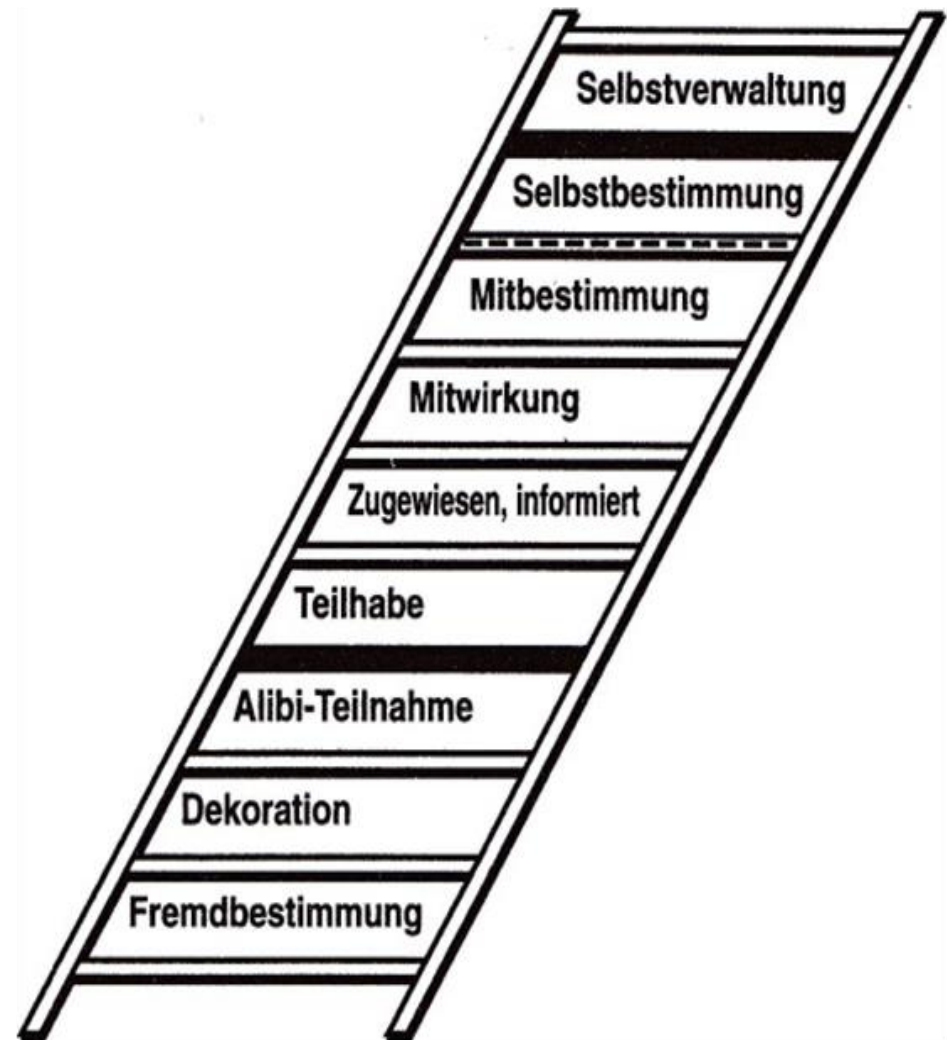 Selbstverwaltung
Selbstbestimmung
Mitbestimmung
Mitwirkung
Zugewiesen, informiert
Teilhabe
Alibi-Teilnahme
Dekoration
Fremdbestimmung